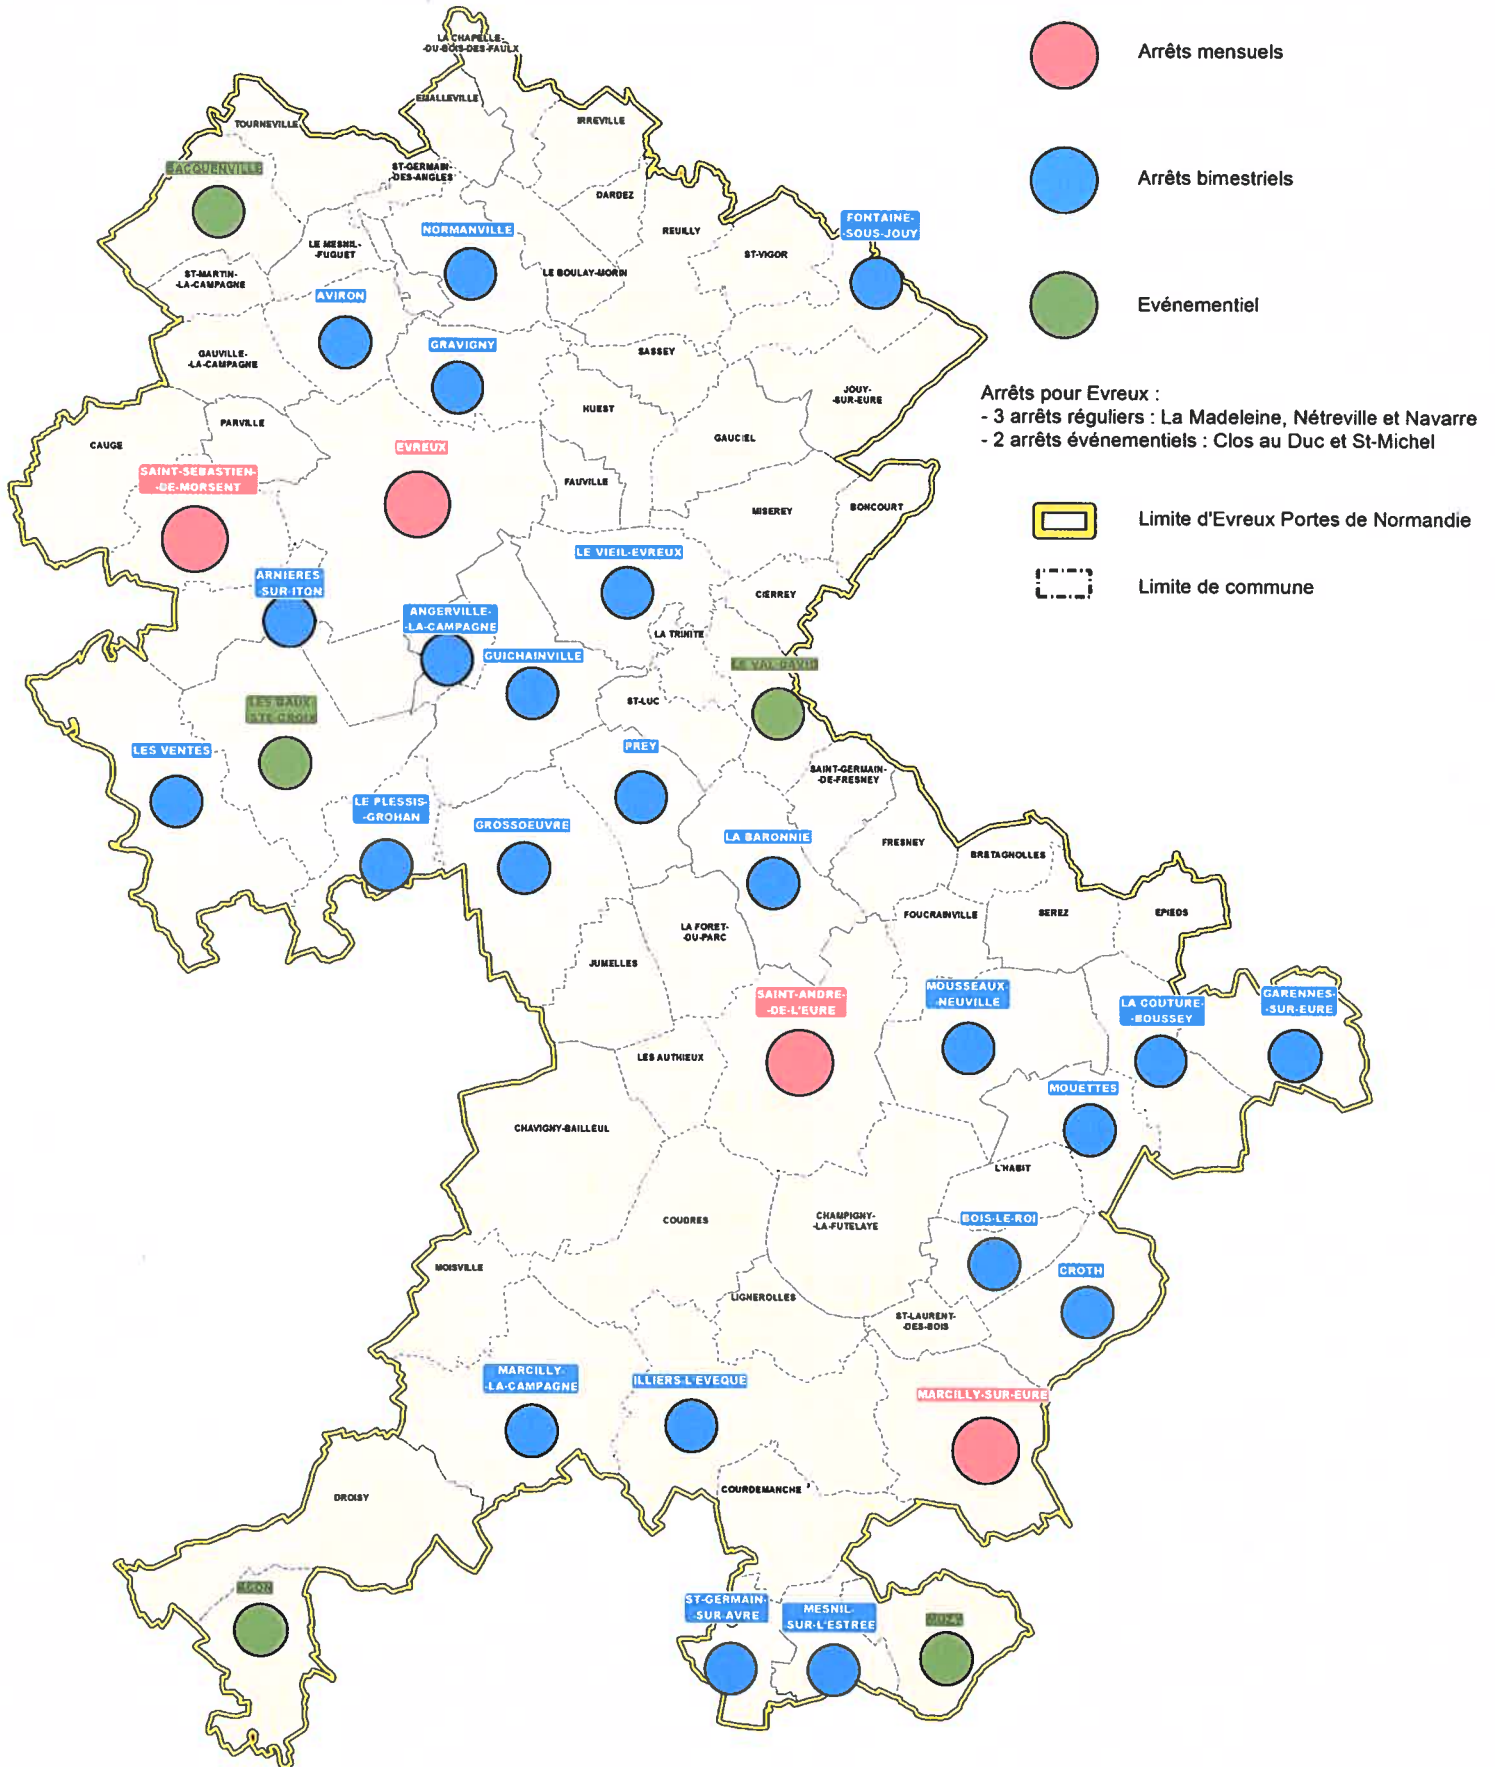 LA CHAPELLE-
-DU-BOIS-DES-FAULX
EMALLEVILLE
IRREVILLE
TOURNEVILLE
SACQUENVILLE
ST-GERMAIN-
-DES-ANGLES
DARDEZ
REUILLY
NORMANVILLE
LE MESNIL-
-FUGUET
ST-VIGOR
FONTAINE-
-SOUS-JOUY
ST-MARTIN-
-LA-CAMPAGNE
LE BOULAY-MORIN
AVIRON
GRAVIGNY
SASSEY
GAUVILLE-
-LA-CAMPAGNE
JOUY-
-SUR-EURE
HUEST
PARVILLE
GAUCIEL
CAUGE
EVREUX
SAINT-SEBASTIEN-
-DE-MORSENT
FAUVILLE
MISEREY
BONCOURT
LE VIEIL-EVREUX
ARNIERES
-SUR-ITON
CIERREY
ANGERVILLE-
-LA-CAMPAGNE
LA TRINITE
GUICHAINVILLE
LE VAL DAVID
LES BAUX-
STE-CROIX
ST-LUC
LES VENTES
PREY
SAINT-GERMAIN-
-DE-FRESNEY
LE PLESSIS-
-GROHAN
GROSSOEUVRE
LA BARONNIE
FRESNEY
BRETAGNOLLES
FOUCRAINVILLE
SEREZ
EPIEDS
LA FORET-
-DU-PARC
JUMELLES
SAINT-ANDRE-
-DE-L'EURE
MOUSSEAUX-
-NEUVILLE
LA COUTURE-
-BOUSSEY
GARENNES-
-SUR-EURE
LES AUTHIEUX
MOUETTES
CHAVIGNY-BAILLEUL
L'HABIT
COUDRES
CHAMPIGNY-
-LA-FUTELAYE
BOIS-LE-ROI
MOISVILLE
CROTH
LIGNEROLLES
ST-LAURENT-
-DES-BOIS
MARCILLY-
-LA-CAMPAGNE
ILLIERS-L'EVEQUE
MARCILLY-SUR-EURE
COURDEMANCHE
DROISY
ACON
ST-GERMAIN-
-SUR-AVRE
MESNIL-
SUR-L'ESTREE
MUZY
Arrêts mensuels
Arrêts bimestriels
Evénementiel
Arrêts pour Evreux :
- 3 arrêts réguliers : La Madeleine, Nétreville et Navarre
- 2 arrêts événementiels : Clos au Duc et St-Michel
Limite d'Evreux Portes de Normandie
Limite de commune